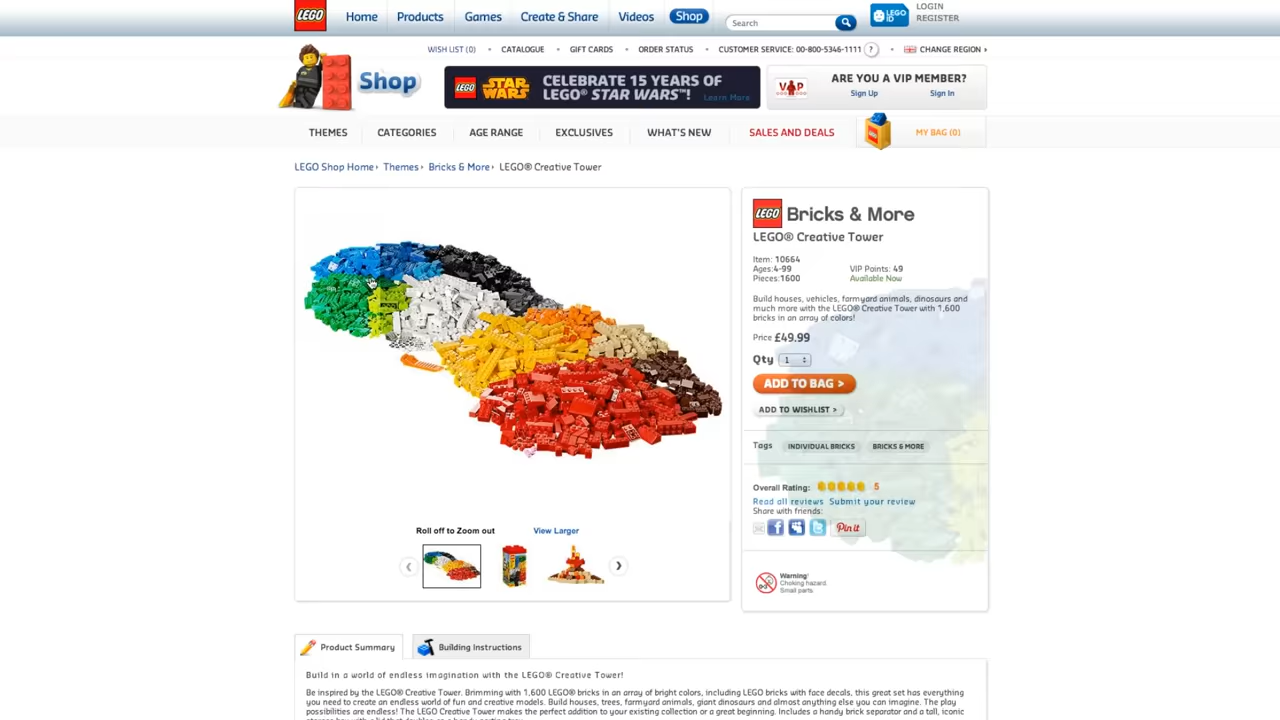 LEGO
Home
Products
Games
Create & Share
Videos
Shop
Search
LEGO ID
LOGIN
REGISTER
WISH LIST (0)
CATALOGUE
GIFT CARDS
ORDER STATUS
CUSTOMER SERVICE: 00-800-5346-1111 ?
CHANGE REGION
Shop
LEGO STAR WARS
CELEBRATE 15 YEARS OF
LEGO® STAR WARS™!
Learn More
VIP
ARE YOU A VIP MEMBER?
Sign Up
Sign In
THEMES
CATEGORIES
AGE RANGE
EXCLUSIVES
WHAT'S NEW
SALES AND DEALS
MY BAG (0)
LEGO Shop Home › Themes › Bricks & More › LEGO® Creative Tower
LEGO Bricks & More
LEGO® Creative Tower
Item: 10664
Ages:4-99
VIP Points: 49
Pieces:1600
Available Now
Build houses, vehicles, farmyard animals, dinosaurs and
much more with the LEGO® Creative Tower with 1,600
bricks in an array of colors!
Price £49.99
Qty 1
ADD TO BAG >
ADD TO WISHLIST >
Tags
INDIVIDUAL BRICKS
BRICKS & MORE
Overall Rating: 5
Read all reviews Submit your review
Share with friends:
Pin it
Roll off to Zoom out
View Larger
Warning!
Choking hazard.
Small parts.
Product Summary
Building Instructions
Build in a world of endless imagination with the LEGO® Creative Tower!
Be inspired by the LEGO® Creative Tower. Brimming with 1,600 LEGO® bricks in an array of bright colors, including LEGO bricks with face decals, this great set has everything
you need to create an endless world of fun and creative models. Build houses, trees, farmyard animals, giant dinosaurs and almost anything else you can imagine. The play
possibilities are endless! The LEGO Creative Tower makes the perfect addition to your existing collection or a great beginning. Includes a handy brick separator and a tall, iconic